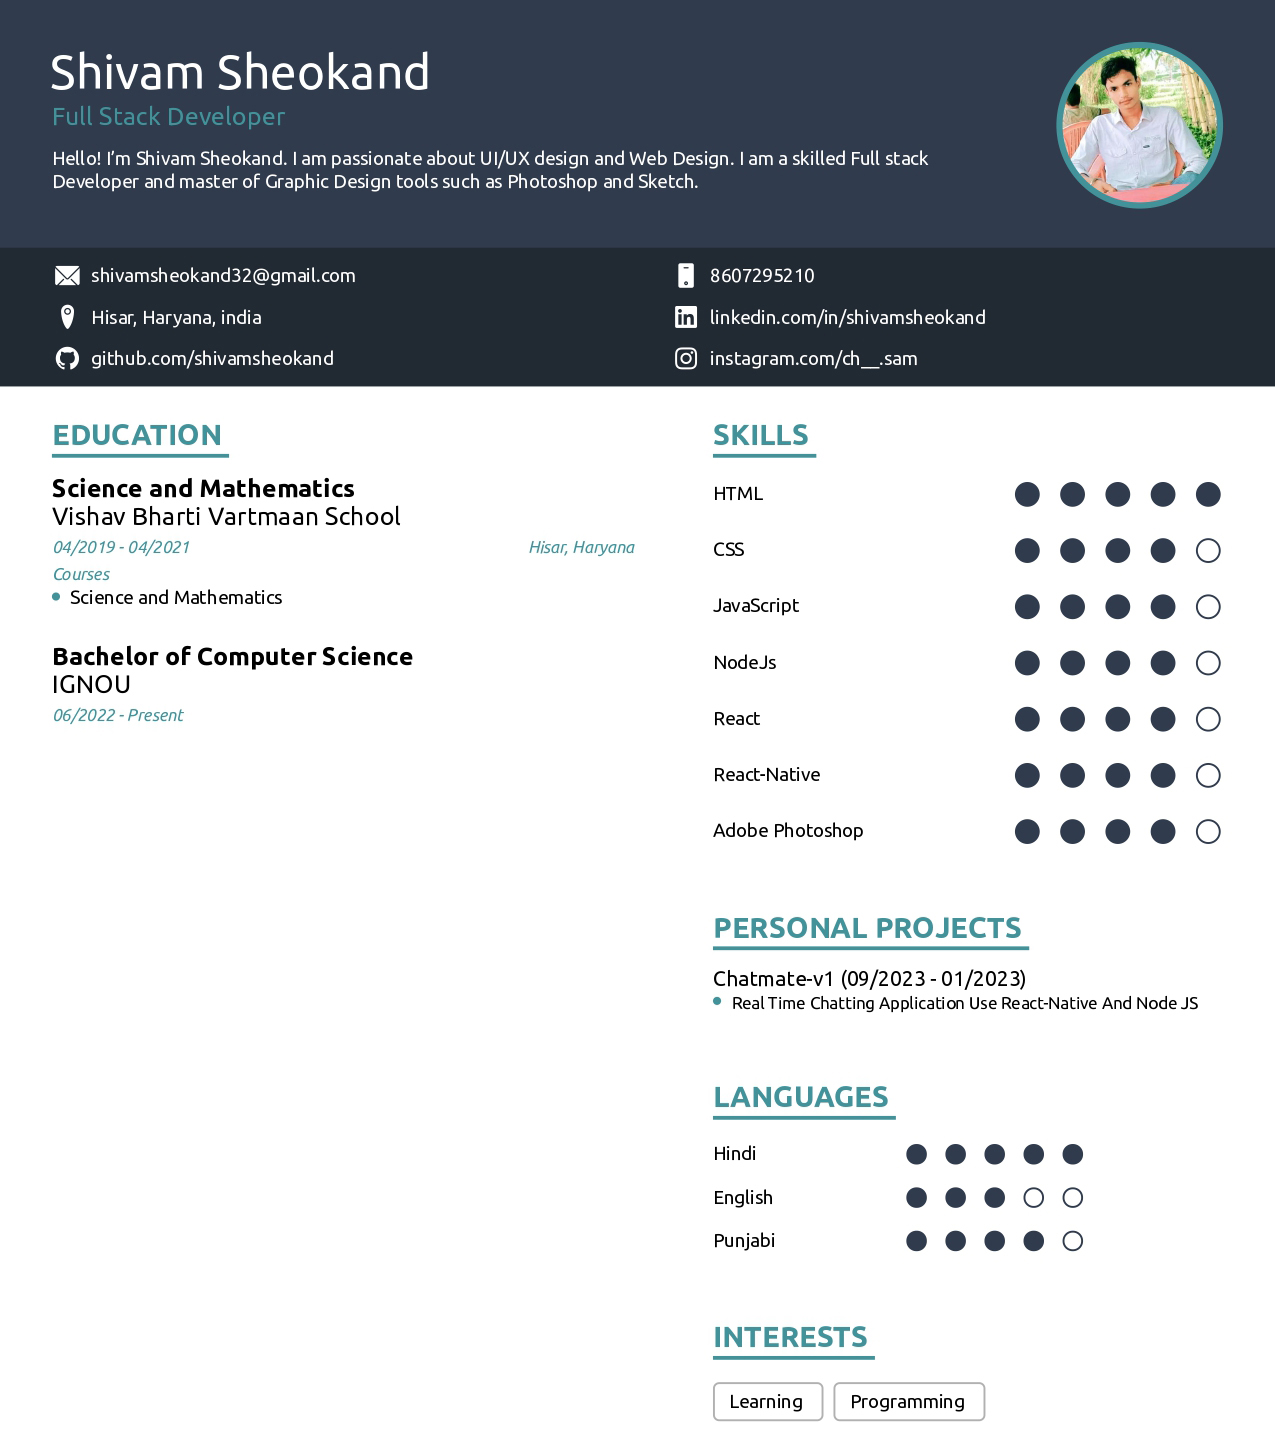 Shivam Sheokand
Full Stack Developer
Hello! I’m Shivam Sheokand. I am passionate about UI/UX design and Web Design. I am a skilled Full stack
Developer and master of Graphic Design tools such as Photoshop and Sketch.
shivamsheokand32@gmail.com
8607295210
Hisar, Haryana, india
linkedin.com/in/shivamsheokand
github.com/shivamsheokand
instagram.com/ch__.sam
EDUCATION
Science and Mathematics
Vishav Bharti Vartmaan School
04/2019 - 04/2021 Hisar, Haryana
Courses
Science and Mathematics
Bachelor of Computer Science
IGNOU
06/2022 - Present
SKILLS
HTML
CSS
JavaScript
NodeJs
React
React-Native
Adobe Photoshop
PERSONAL PROJECTS
Chatmate-v1 (09/2023 - 01/2023)
Real Time Chatting Application Use React-Native And Node JS
LANGUAGES
Hindi
English
Punjabi
INTERESTS
Learning
Programming